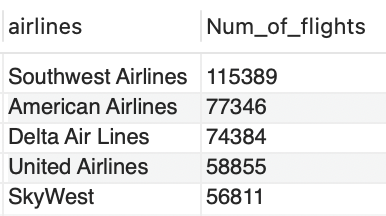 airlines Num_of_flights
Southwest Airlines 115389
American Airlines 77346
Delta Air Lines 74384
United Airlines 58855
SkyWest 56811